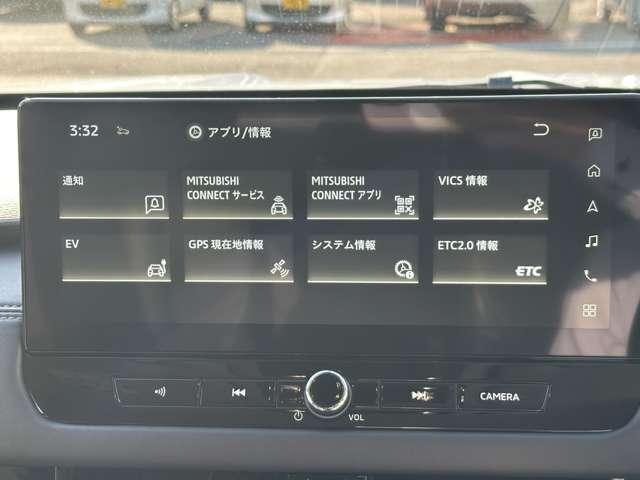 3:32
アプリ/情報
通知
MITSUBISHI
CONNECT サービス
MITSUBISHI
CONNECT アプリ
VICS 情報
EV
GPS 現在地情報
システム情報
ETC2.0 情報
ETC
VOL
CAMERA